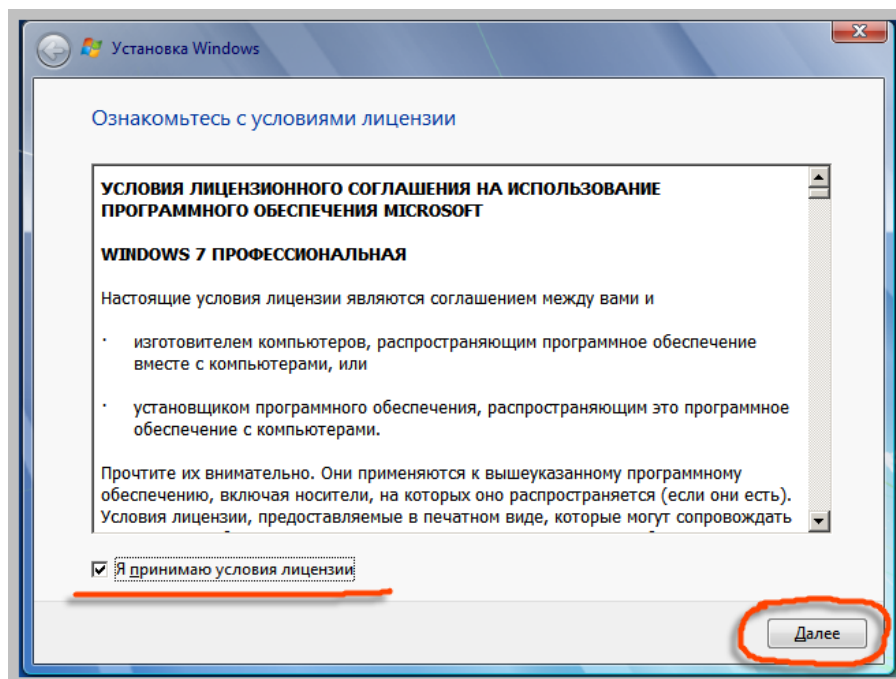 Установка Windows
Ознакомьтесь с условиями лицензии
УСЛОВИЯ ЛИЦЕНЗИОННОГО СОГЛАШЕНИЯ НА ИСПОЛЬЗОВАНИЕ
ПРОГРАММНОГО ОБЕСПЕЧЕНИЯ MICROSOFT
WINDOWS 7 ПРОФЕССИОНАЛЬНАЯ
Настоящие условия лицензии являются соглашением между вами и
· изготовителем компьютеров, распространяющим программное обеспечение
вместе с компьютерами, или
· установщиком программного обеспечения, распространяющим это программное
обеспечение с компьютерами.
Прочтите их внимательно. Они применяются к вышеуказанному программному
обеспечению, включая носители, на которых оно распространяется (если они есть).
Условия лицензии, предоставляемые в печатном виде, которые могут сопровождать
Я принимаю условия лицензии
Далее